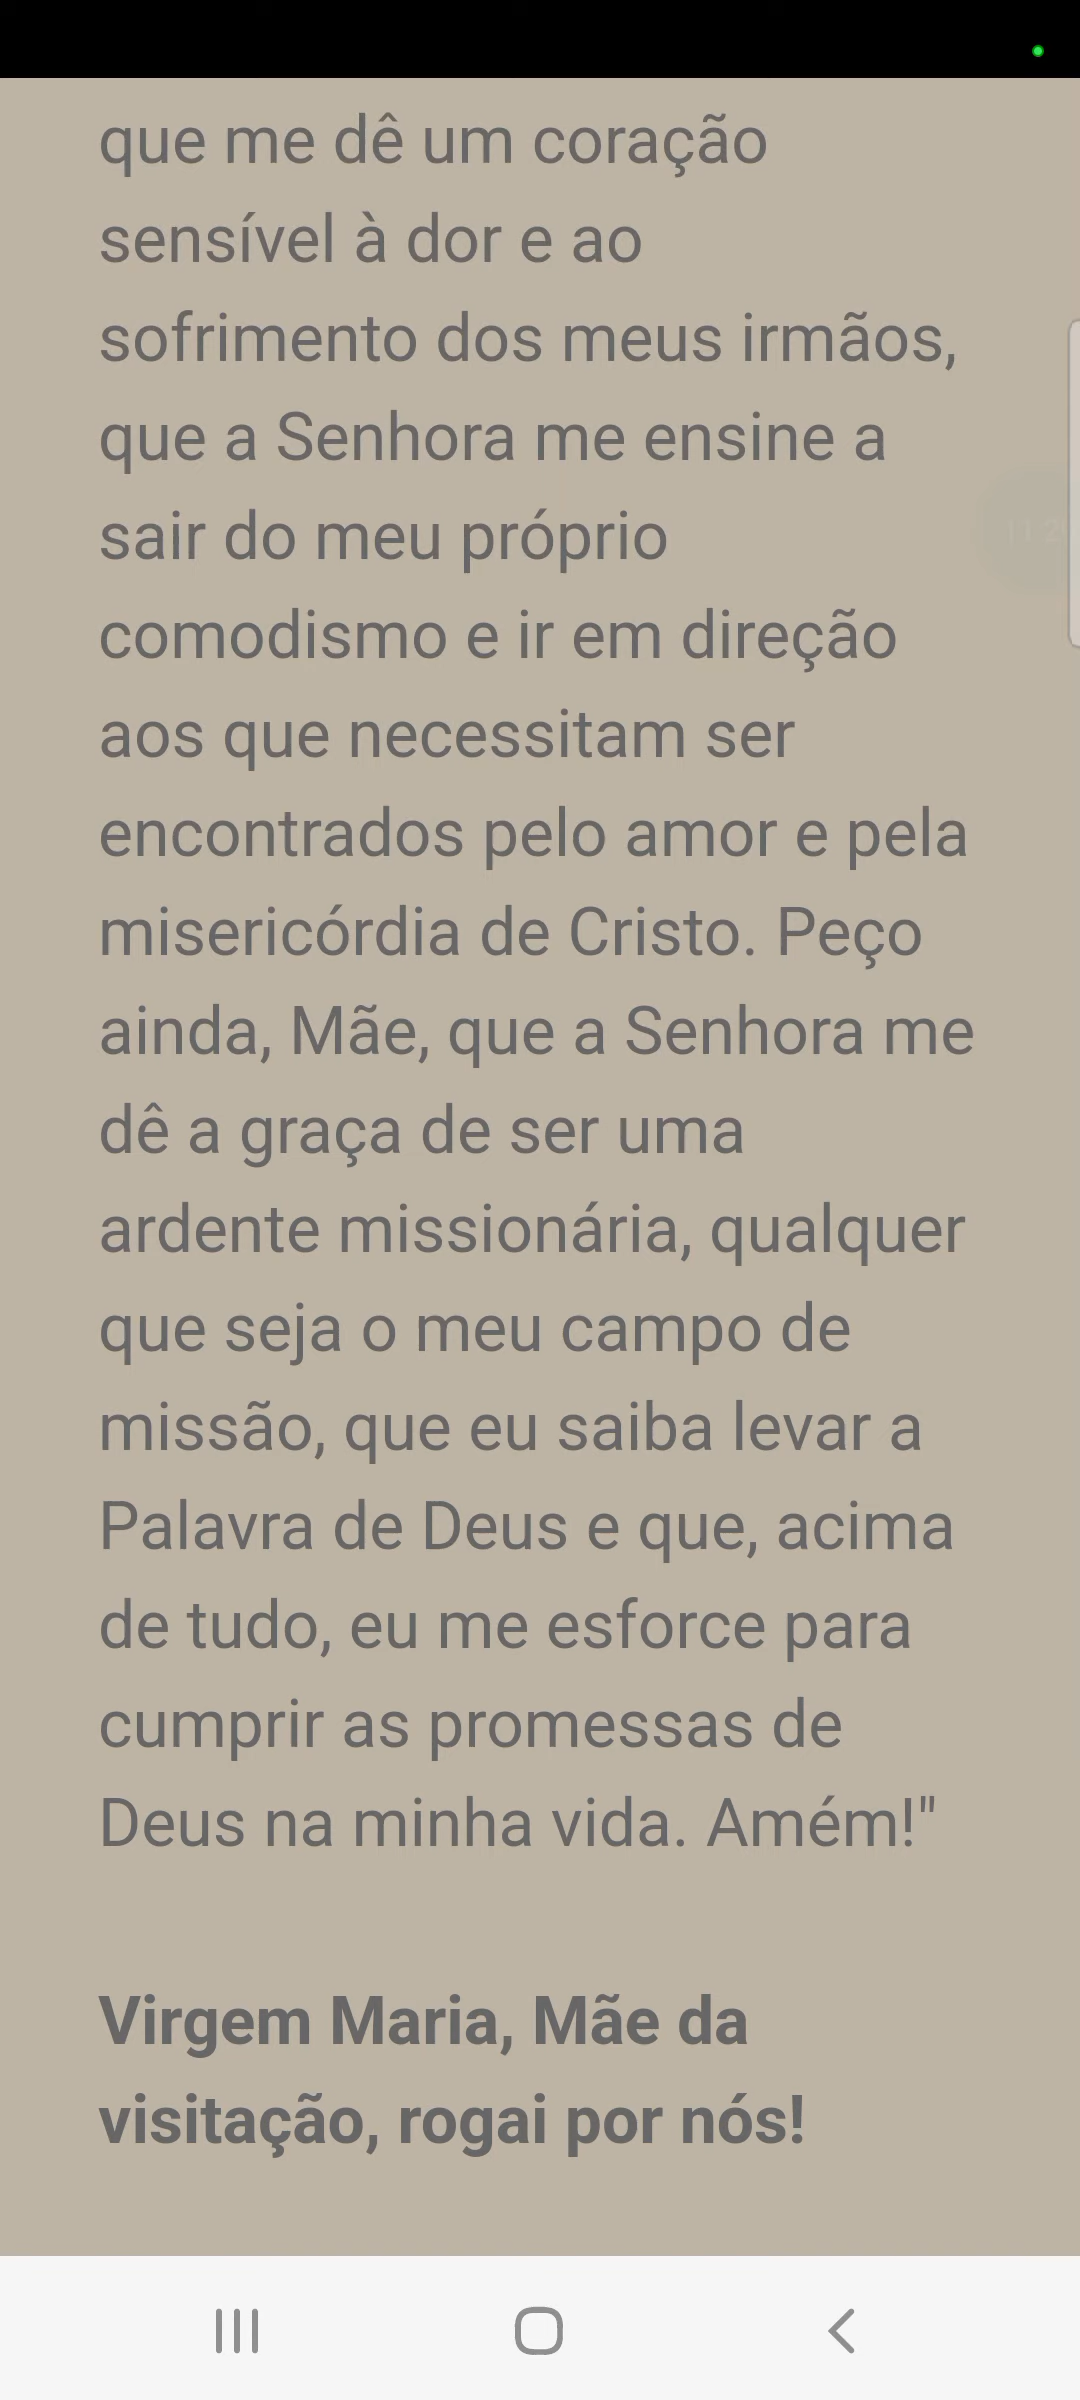 que me dê um coração
sensível à dor e ao
sofrimento dos meus irmãos,
que a Senhora me ensine a
sair do meu próprio
comodismo e ir em direção
aos que necessitam ser
encontrados pelo amor e pela
misericórdia de Cristo. Peço
ainda, Mãe, que a Senhora me
dê a graça de ser uma
ardente missionária, qualquer
que seja o meu campo de
missão, que eu saiba levar a
Palavra de Deus e que, acima
de tudo, eu me esforce para
cumprir as promessas de
Deus na minha vida. Amém!"
Virgem Maria, Mãe da
visitação, rogai por nós!